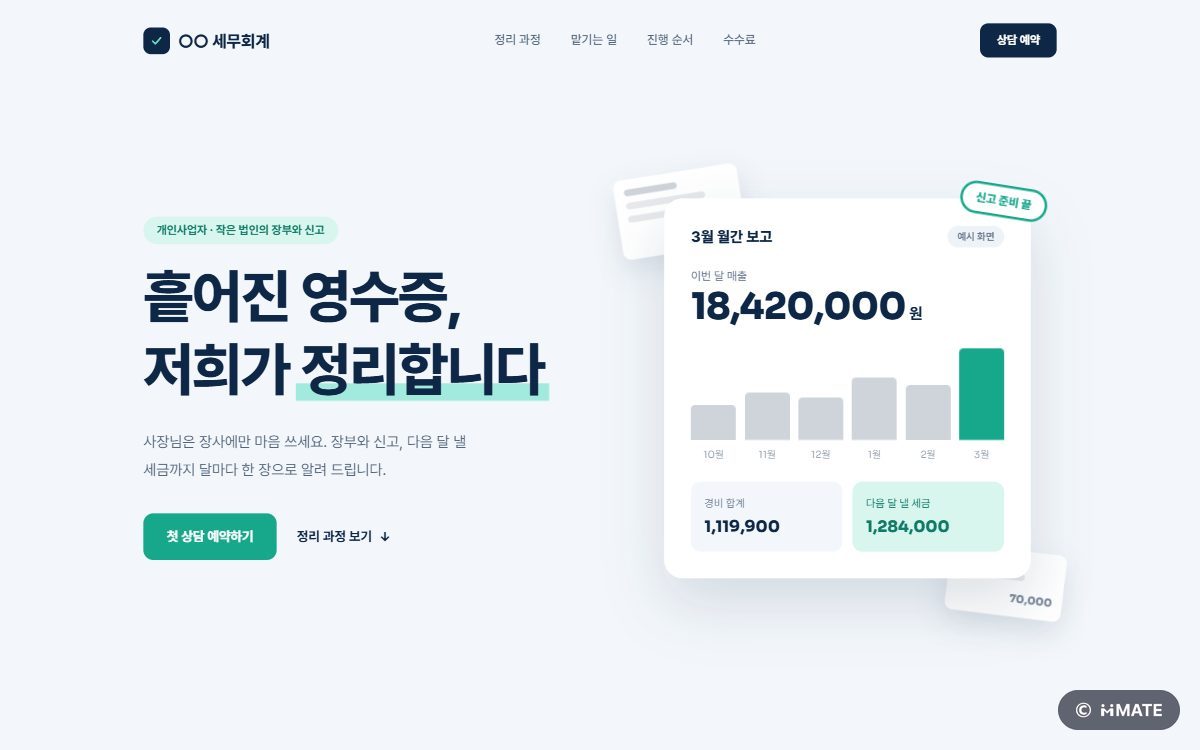 ○○ 세무회계
정리 과정
맡기는 일
진행 순서
수수료
상담 예약
개인사업자 · 작은 법인의 장부와 신고
흩어진 영수증,
저희가 정리합니다
사장님은 장사에만 마음 쓰세요. 장부와 신고, 다음 달 낼
세금까지 달마다 한 장으로 알려 드립니다.
첫 상담 예약하기
정리 과정 보기 ↓
신고 준비 끝
3월 월간 보고
예시 화면
이번 달 매출
18,420,000원
10월
11월
12월
1월
2월
3월
경비 합계
1,119,900
다음 달 낼 세금
1,284,000
70,000
© MMATE